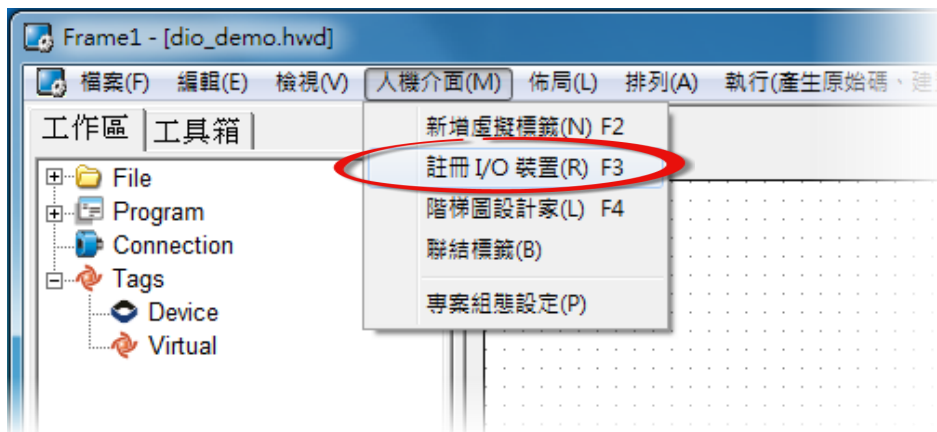 Frame1 - [dio_demo.hwd]
檔案(F) 編輯(E) 檢視(V) 人機介面(M) 佈局(L) 排列(A) 執行(產生原始碼、建
工作區 工具箱
新增虛擬標籤(N) F2
註冊 I/O 裝置(R) F3
階梯圖設計家(L) F4
聯結標籤(B)
專案組態設定(P)
File
Program
Connection
Tags
Device
Virtual